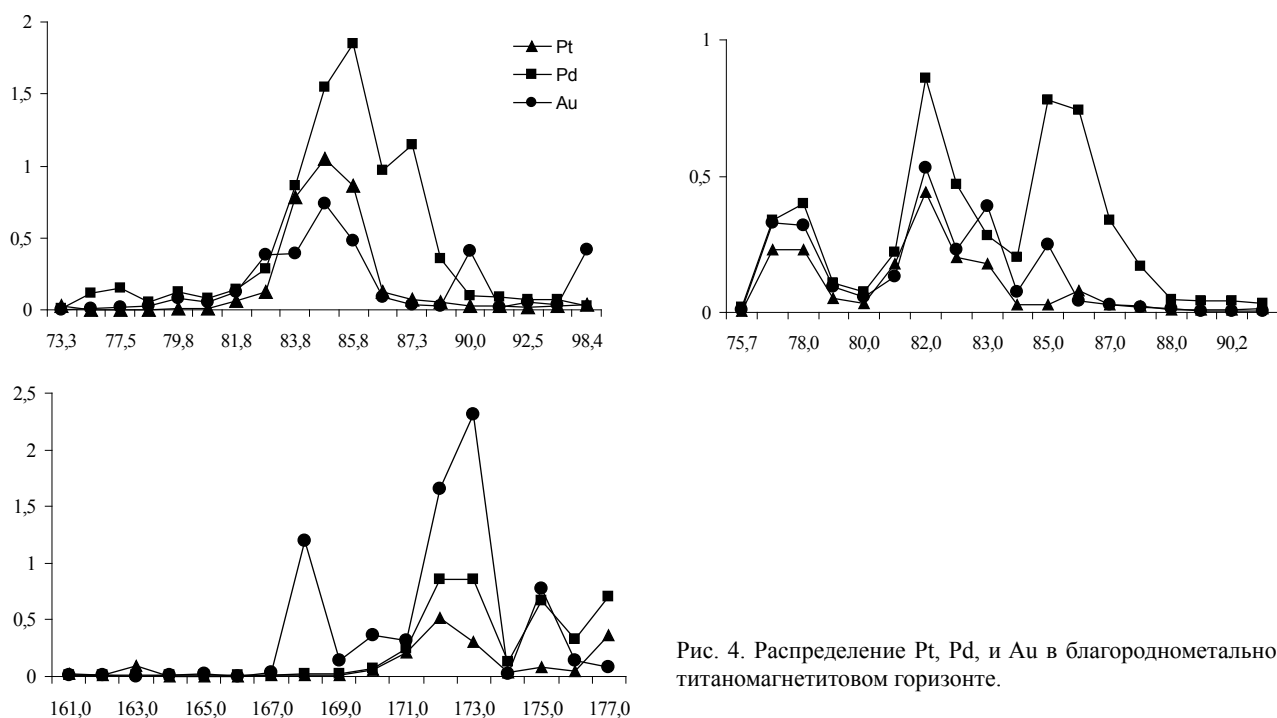 2
1,5
1
0,5
0
Pt
Pd
Au
73,3 77,5 79,8 81,8 83,8 85,8 87,3 90,0 92,5 98,4
1
0,5
0
75,7 78,0 80,0 82,0 83,0 85,0 87,0 88,0 90,2
2,5
2
1,5
1
0,5
0
161,0 163,0 165,0 167,0 169,0 171,0 173,0 175,0 177,0
Рис. 4. Распределение Pt, Pd, и Au в благороднометально
титаномагнетитовом горизонте.